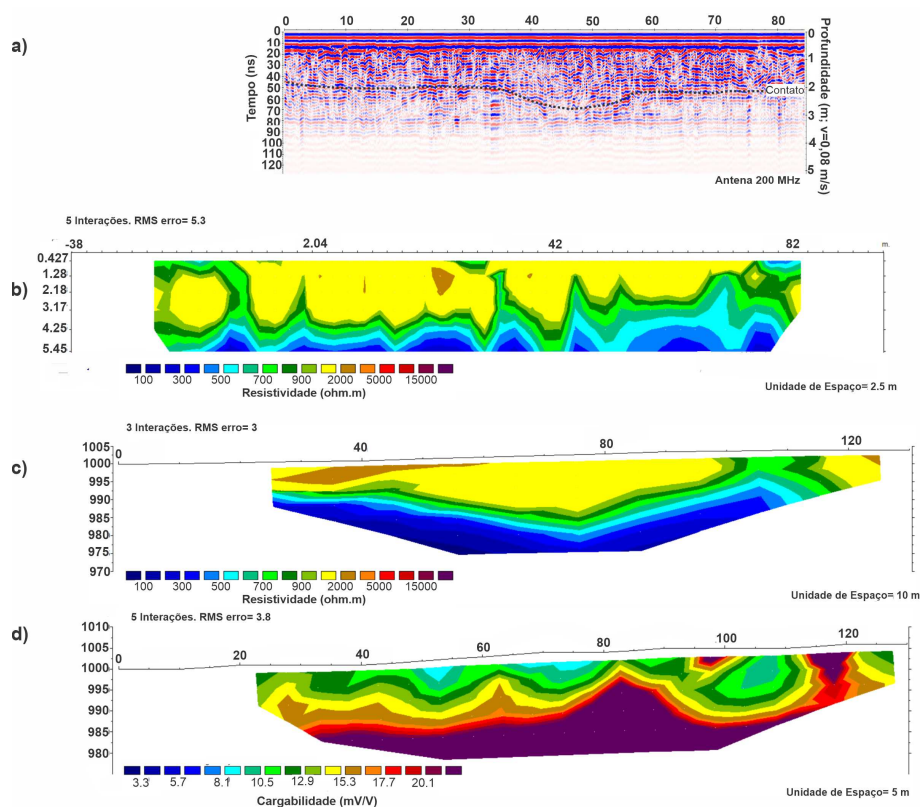 a)
0 10 20 30 40 50 60 70 80
0
10
20
30
40
50
60
70
80
90
100
110
120
Tempo (ns)
0
1
2
3
4
5
Profundidade (m; v=0,08 m/s)
Contato
Antena 200 MHz
5 Interações. RMS erro= 5.3
-38 2.04 42 82 m.
b)
0.427
1.28
2.18
3.17
4.25
5.45
100 300 500 700 900 2000 5000 15000
Resistividade (ohm.m)
Unidade de Espaço= 2.5 m
3 Interações. RMS erro= 3
c)
1005
1000
995
990
985
980
975
970
0 40 80 120
100 300 500 700 900 2000 5000 15000
Resistividade (ohm.m)
Unidade de Espaço= 10 m
5 Interações. RMS erro= 3.8
d)
1010
1005
1000
995
990
985
980
0 20 40 60 80 100 120
3.3 5.7 8.1 10.5 12.9 15.3 17.7 20.1
Cargabilidade (mV/V)
Unidade de Espaço= 5 m